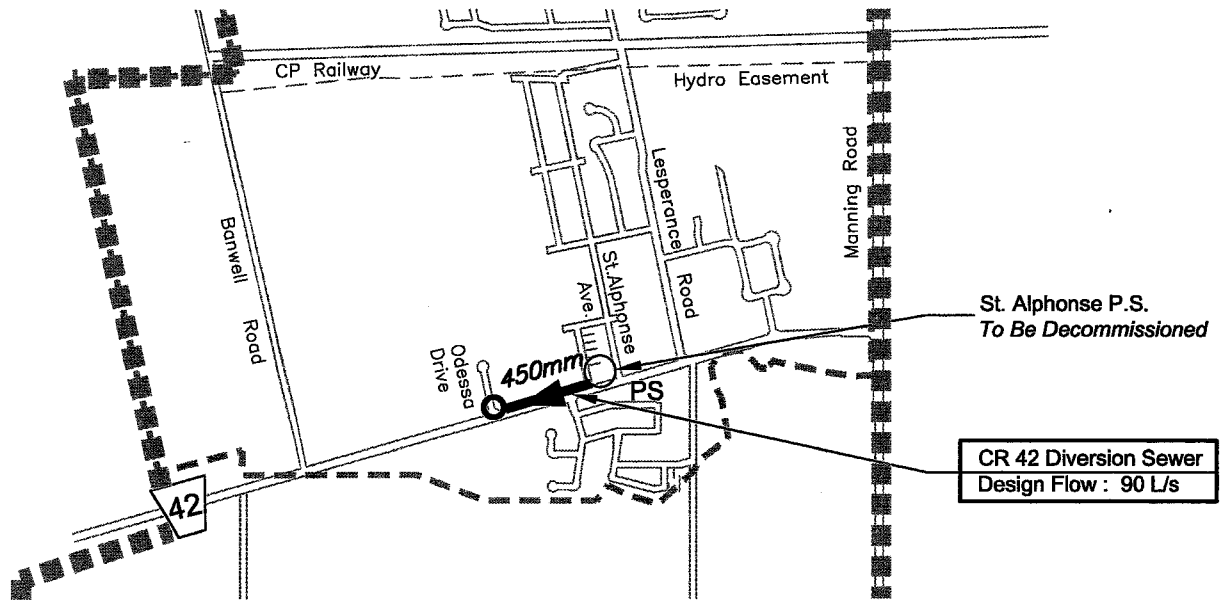 CP Railway
Hydro Easement
Banwell
Road
Lesperance
Road
Manning Road
St.Alphonse
Ave.
Odessa
Drive
450mm
PS
St. Alphonse P.S.
To Be Decommissioned
CR 42 Diversion Sewer
Design Flow : 90 L/s
42